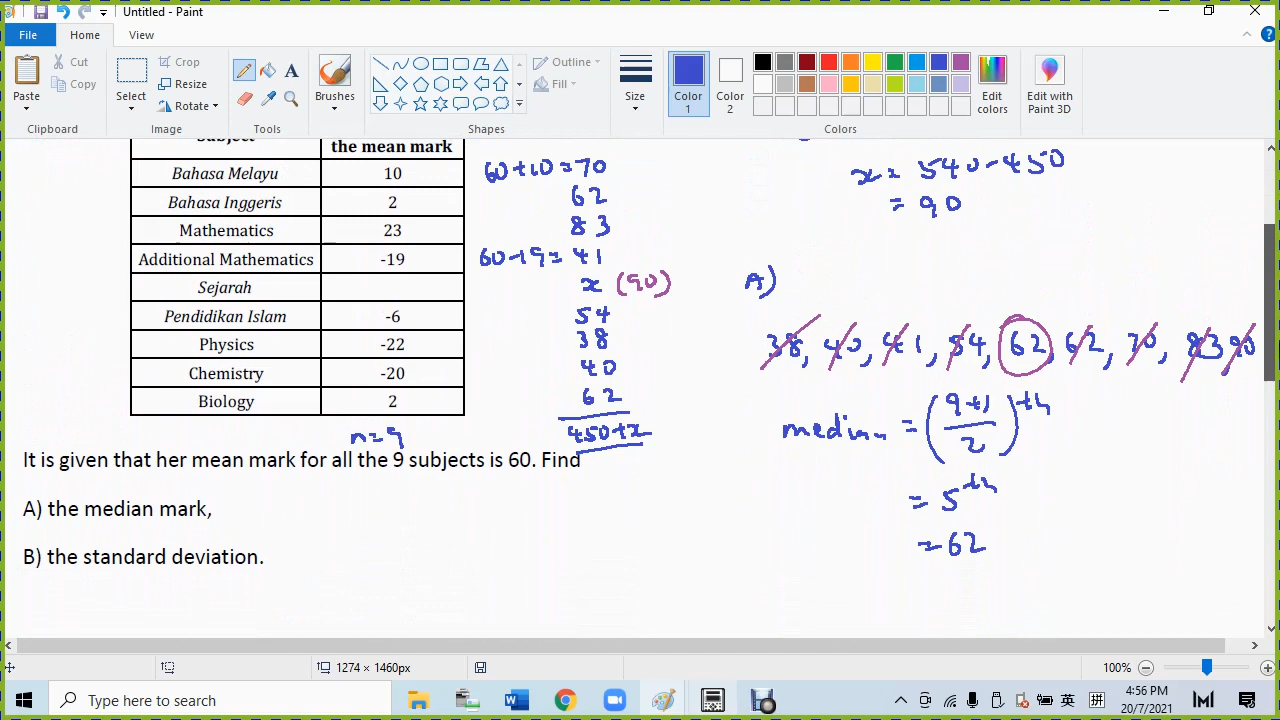 Untitled - Paint
File
Home
View
Paste
Cut
Copy
Clipboard
Select
Crop
Resize
Rotate
Image
Tools
Brushes
Shapes
Outline
Fill
Size
Color 1
Color 2
Edit colors
Edit with Paint 3D
Colors
the mean mark
Bahasa Melayu 10
Bahasa Inggeris 2
Mathematics 23
Additional Mathematics -19
Sejarah
Pendidikan Islam -6
Physics -22
Chemistry -20
Biology 2
60+10=70
62
83
60-19=41
x (90)
54
38
40
62
450+x
n=9
It is given that her mean mark for all the 9 subjects is 60. Find
A) the median mark,
B) the standard deviation.
x= 540-450
= 90
A)
38, 40, 41, 54, 62, 62, 70, 83, 90
median = (9+1/2)th
= 5th
= 62
1274 × 1460px
100%
Type here to search
英
拼
4:56 PM
20/7/2021